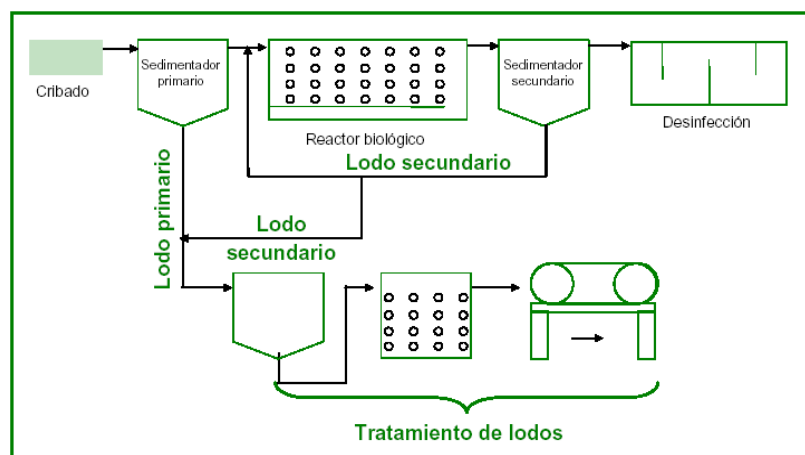 Cribado
Sedimentador
primario
Reactor biológico
Sedimentador
secundario
Desinfección
Lodo secundario
Lodo primario
Lodo
secundario
Tratamiento de lodos